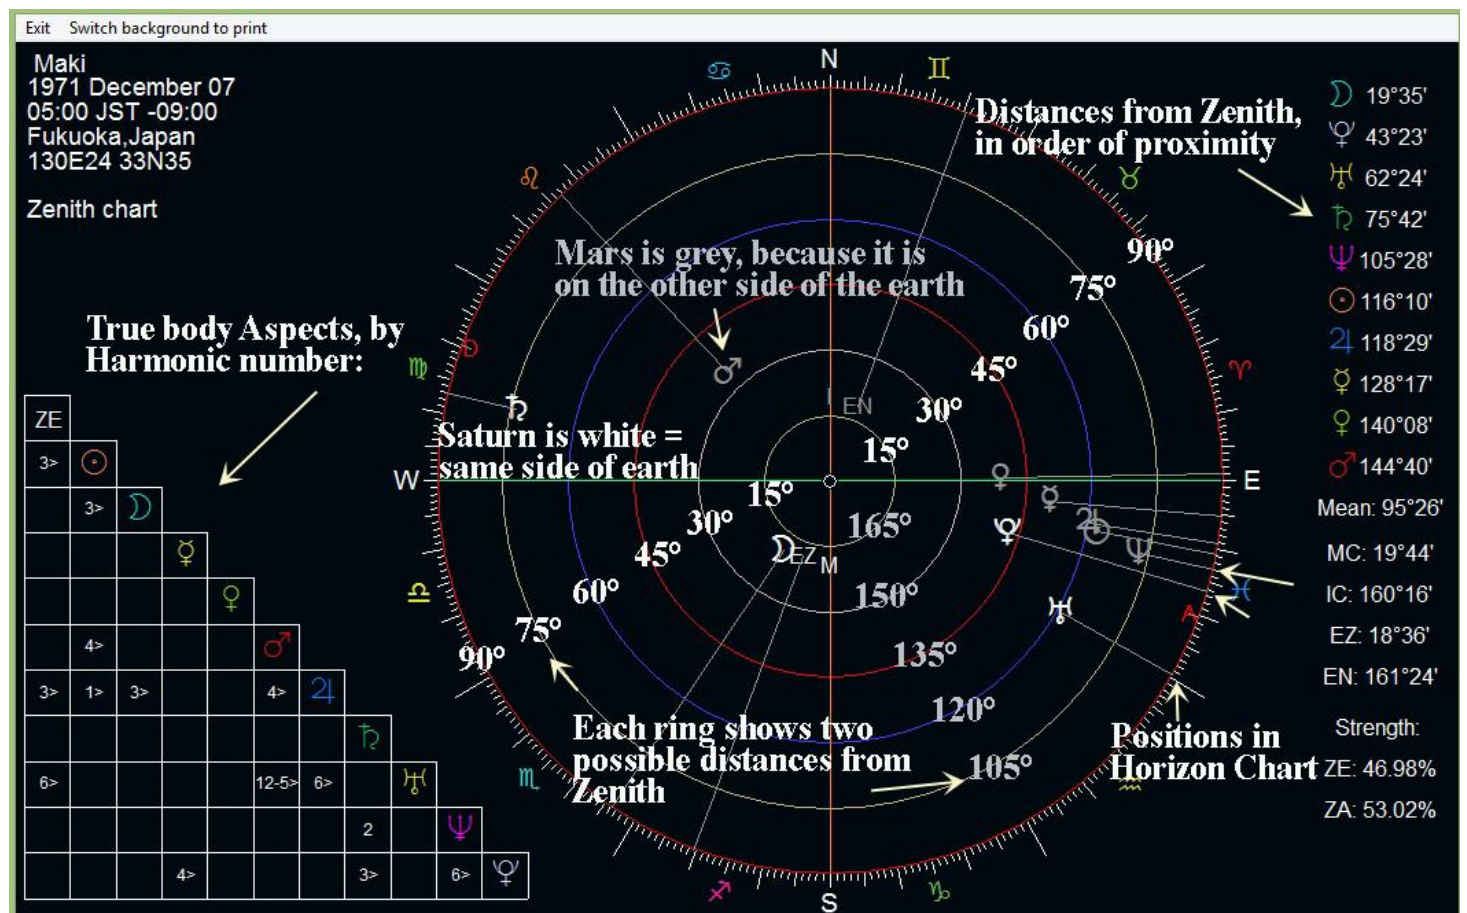 Exit Switch background to print
Maki
1971 December 07
05:00 JST -09:00
Fukuoka,Japan
130E24 33N35
Zenith chart
N
Distances from Zenith,
in order of proximity
19°35'
43°23'
62°24'
75°42'
105°28'
116°10'
118°29'
128°17'
140°08'
144°40'
Mean: 95°26'
MC: 19°44'
IC: 160°16'
EZ: 18°36'
EN: 161°24'
Strength:
ZE: 46.98%
ZA: 53.02%
Mars is grey, because it is
on the other side of the earth
90°
75°
60°
45°
30°
15°
I
EN
True body Aspects, by
Harmonic number:
D
Saturn is white =
same side of earth
W
E
15°
30°
45°
60°
75°
90°
165°
150°
135°
120°
105°
EZ
M
A
Each ring shows two
possible distances from
Zenith
Positions in
Horizon Chart
S
ZE
3>
3>
4>
3> 1> 3> 4>
6> 12-5> 6>
2
4> 3> 6>